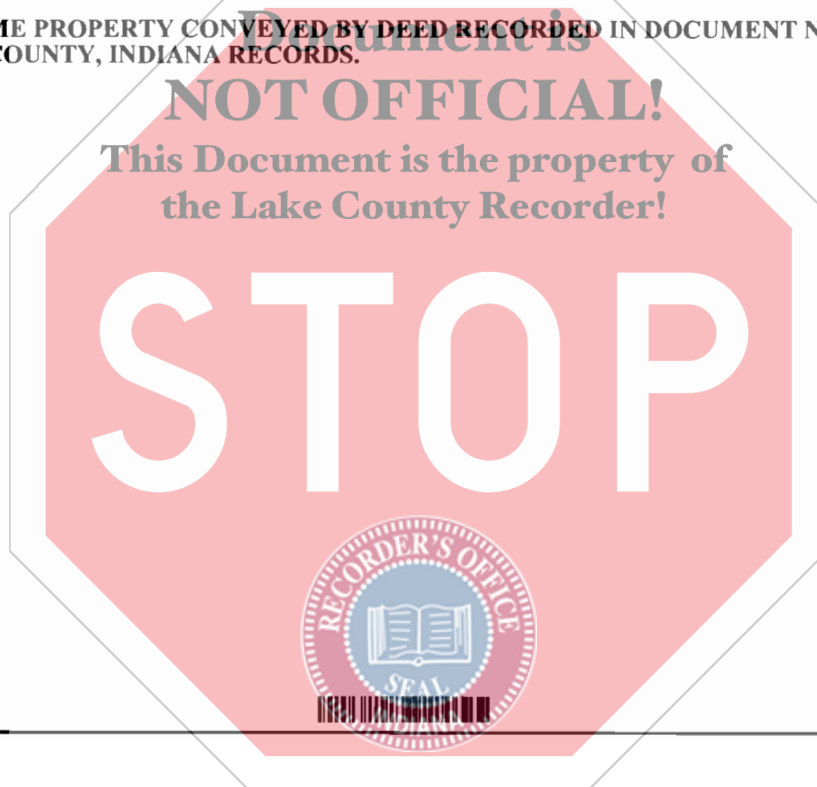 ME PROPERTY CONVEYED BY DEED RECORDED IN DOCUMENT N
COUNTY, INDIANA RECORDS.
Document is
NOT OFFICIAL!
This Document is the property of
the Lake County Recorder!
STOP
RECORDER'S OFFICE
SEAL
INDIANA